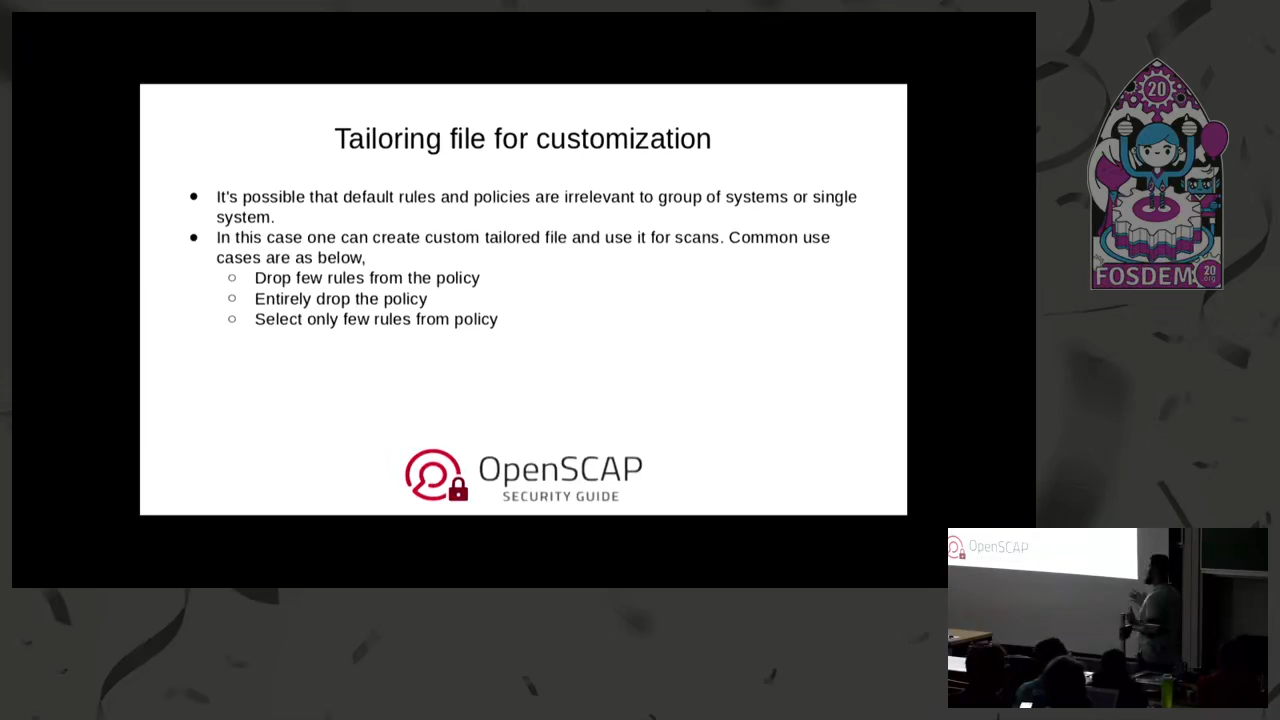 Tailoring file for customization
● It's possible that default rules and policies are irrelevant to group of systems or single
system.
● In this case one can create custom tailored file and use it for scans. Common use
cases are as below,
○ Drop few rules from the policy
○ Entirely drop the policy
○ Select only few rules from policy
OpenSCAP
SECURITY GUIDE
20
FOSDEM
20
.org
OpenSCAP